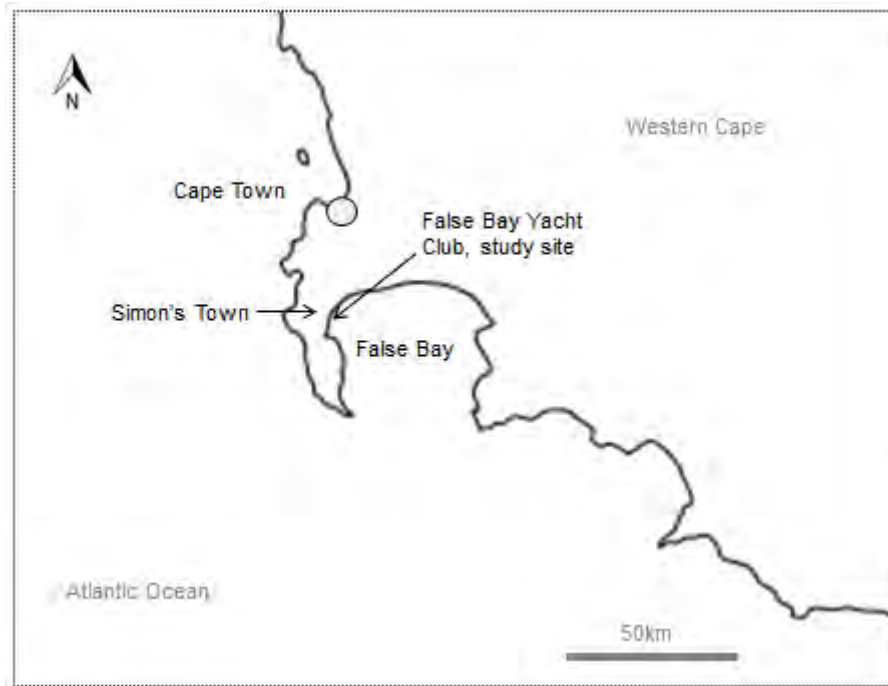 N
Western Cape
Cape Town
False Bay Yacht
Club, study site
Simon's Town
False Bay
Atlantic Ocean
50km